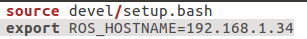 source devel/setup.bash
export ROS_HOSTNAME=192.168.1.34